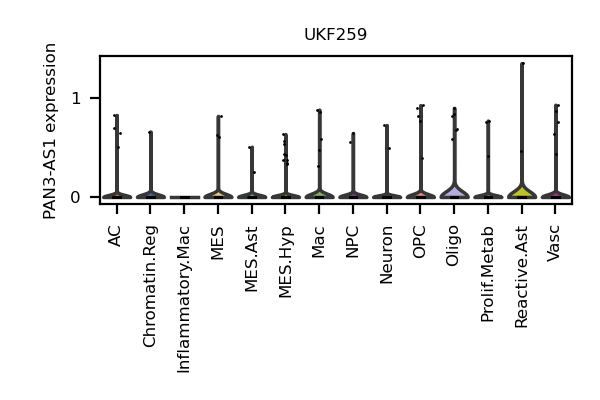 UKF259
PAN3-AS1 expression
1
0
AC
Chromatin.Reg
Inflammatory.Mac
MES
MES.Ast
MES.Hyp
Mac
NPC
Neuron
OPC
Oligo
Prolif.Metab
Reactive.Ast
Vasc